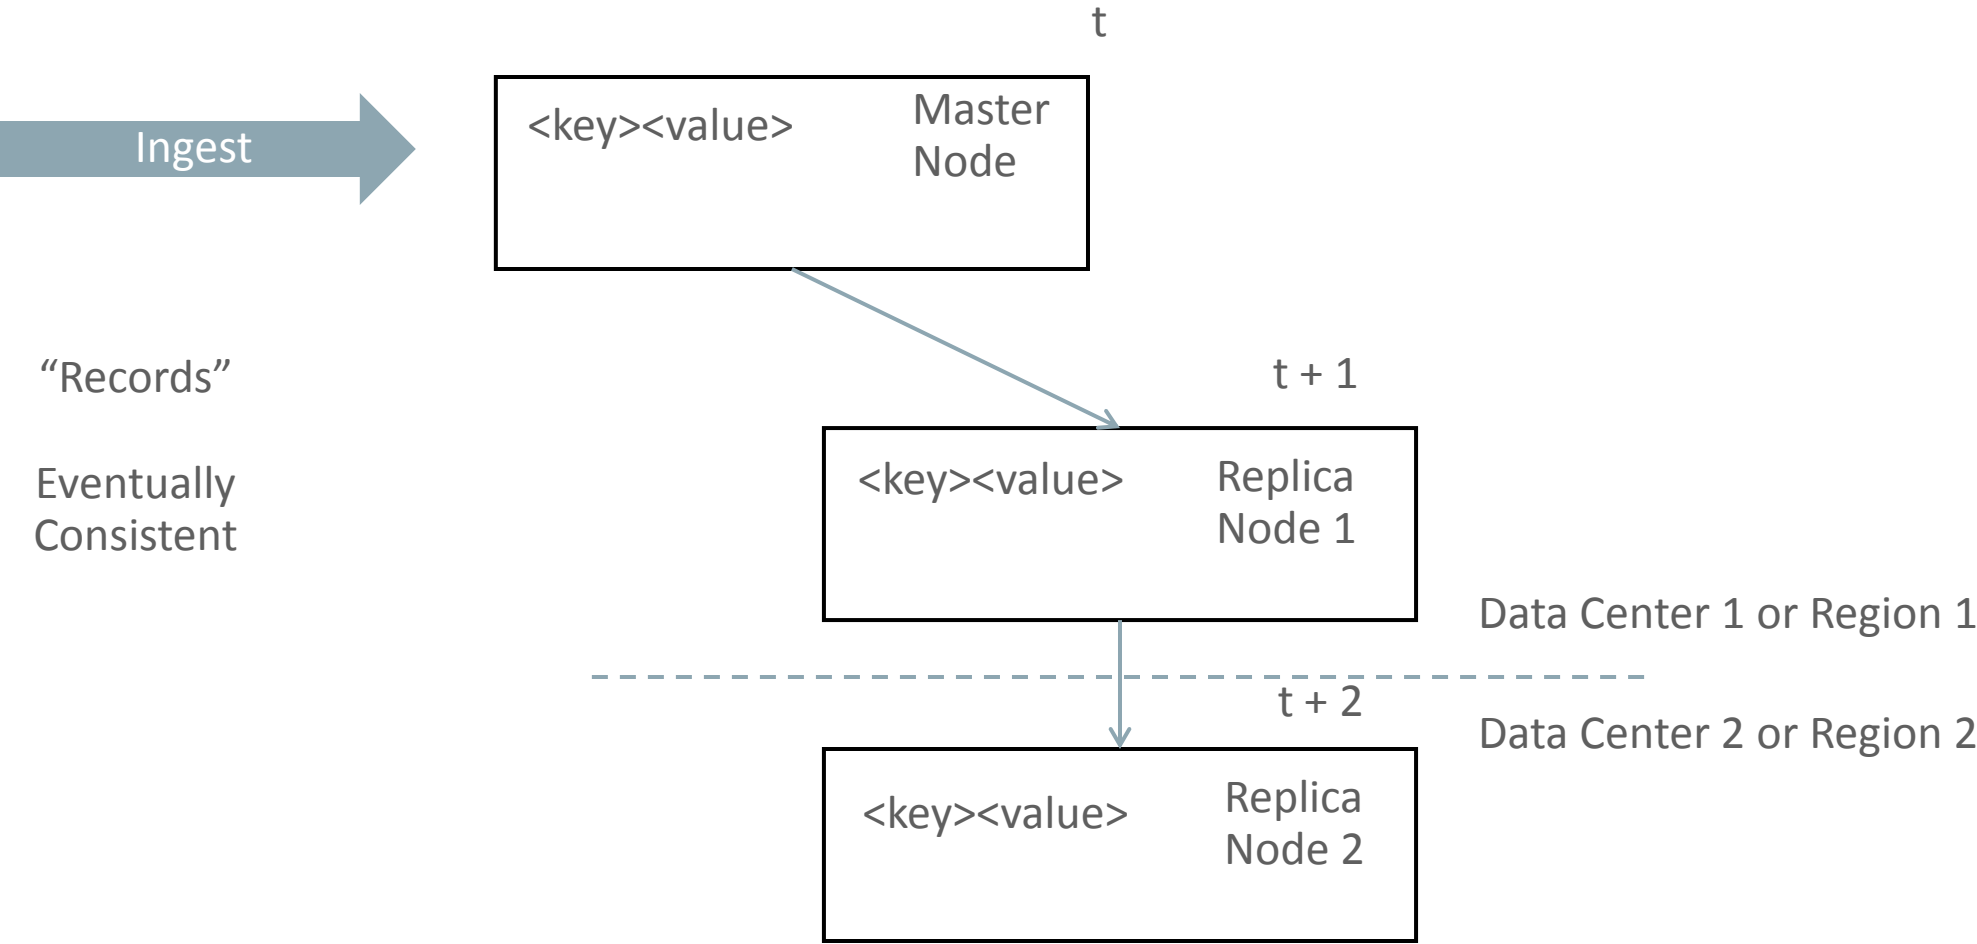 t
Ingest
<key><value>
Master
Node
“Records”
t + 1
Eventually
Consistent
<key><value>
Replica
Node 1
Data Center 1 or Region 1
t + 2
Data Center 2 or Region 2
<key><value>
Replica
Node 2